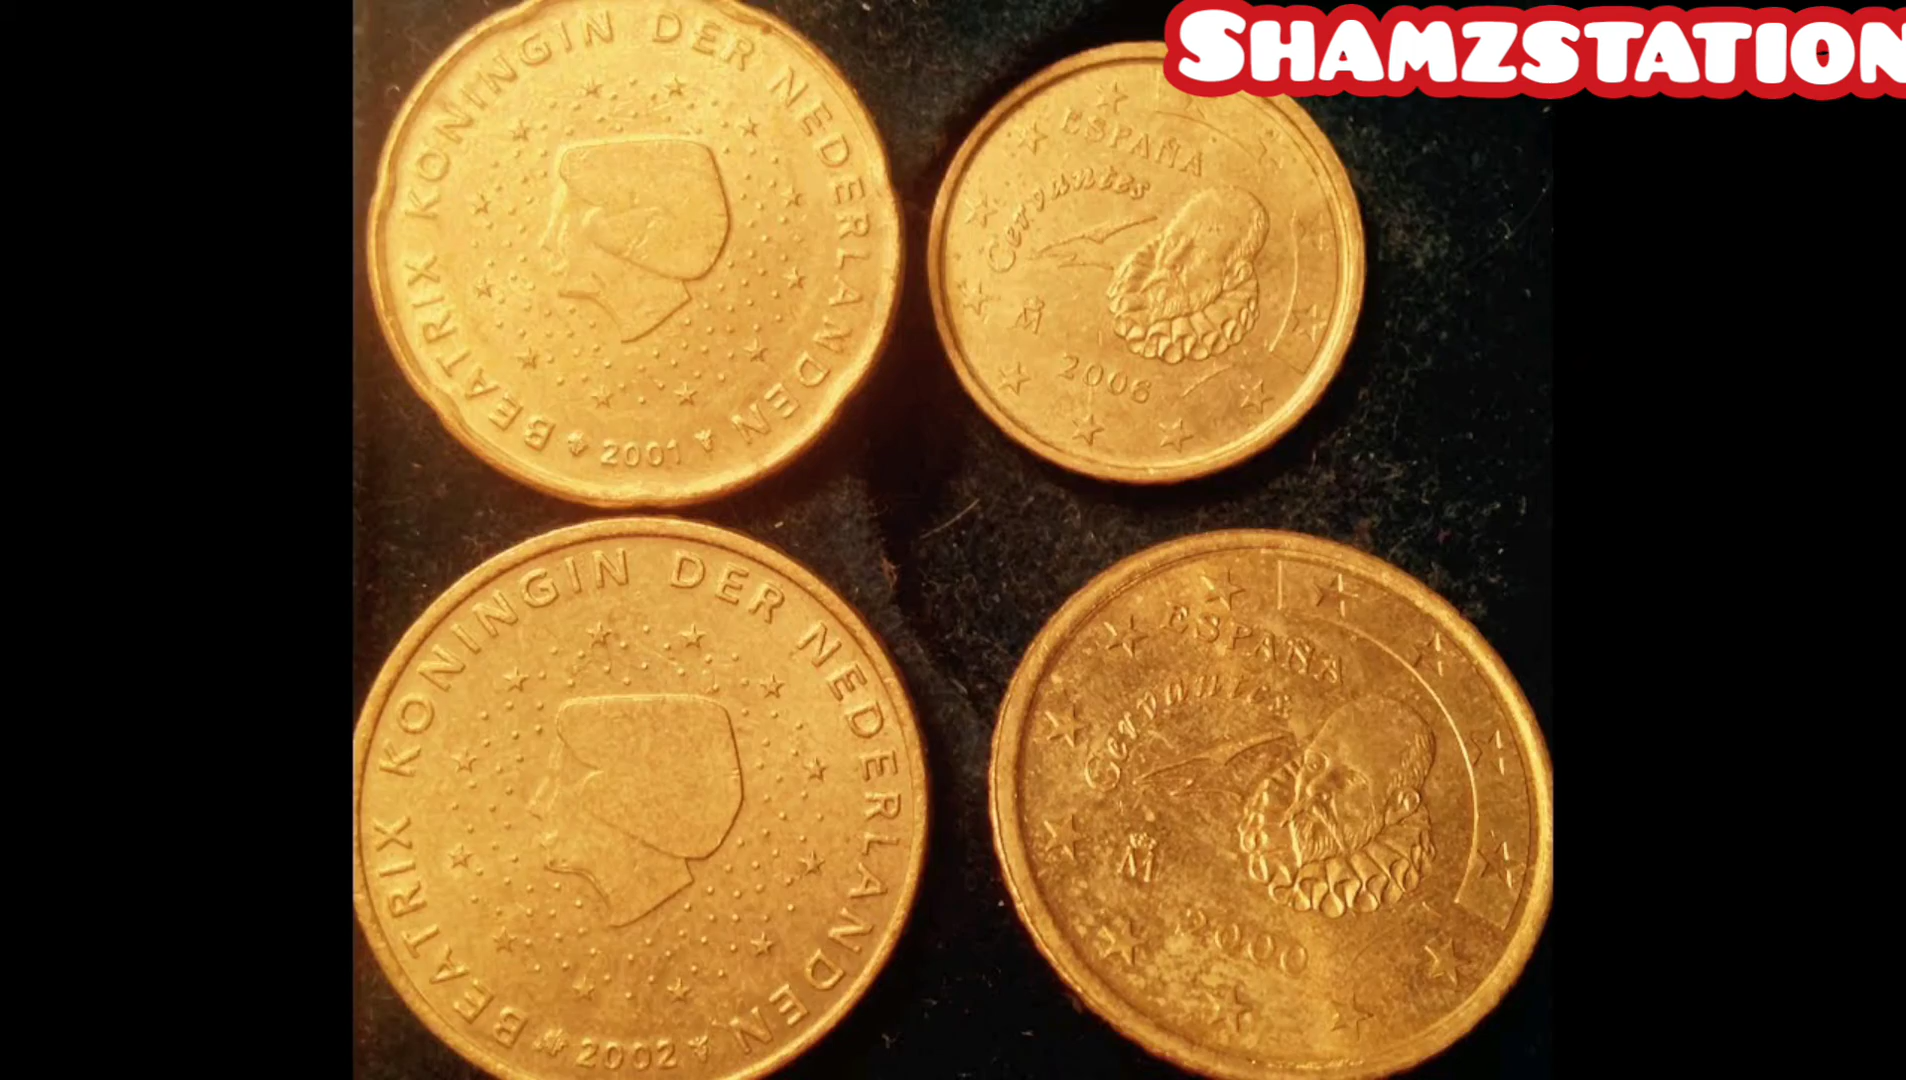 SHAMZSTATION
BEATRIX KONINGIN DER NEDERLANDEN
2001
ESPAÑA
Cervantes
M
2006
BEATRIX KONINGIN DER NEDERLANDEN
2002
ESPAÑA
Cervantes
M
2000